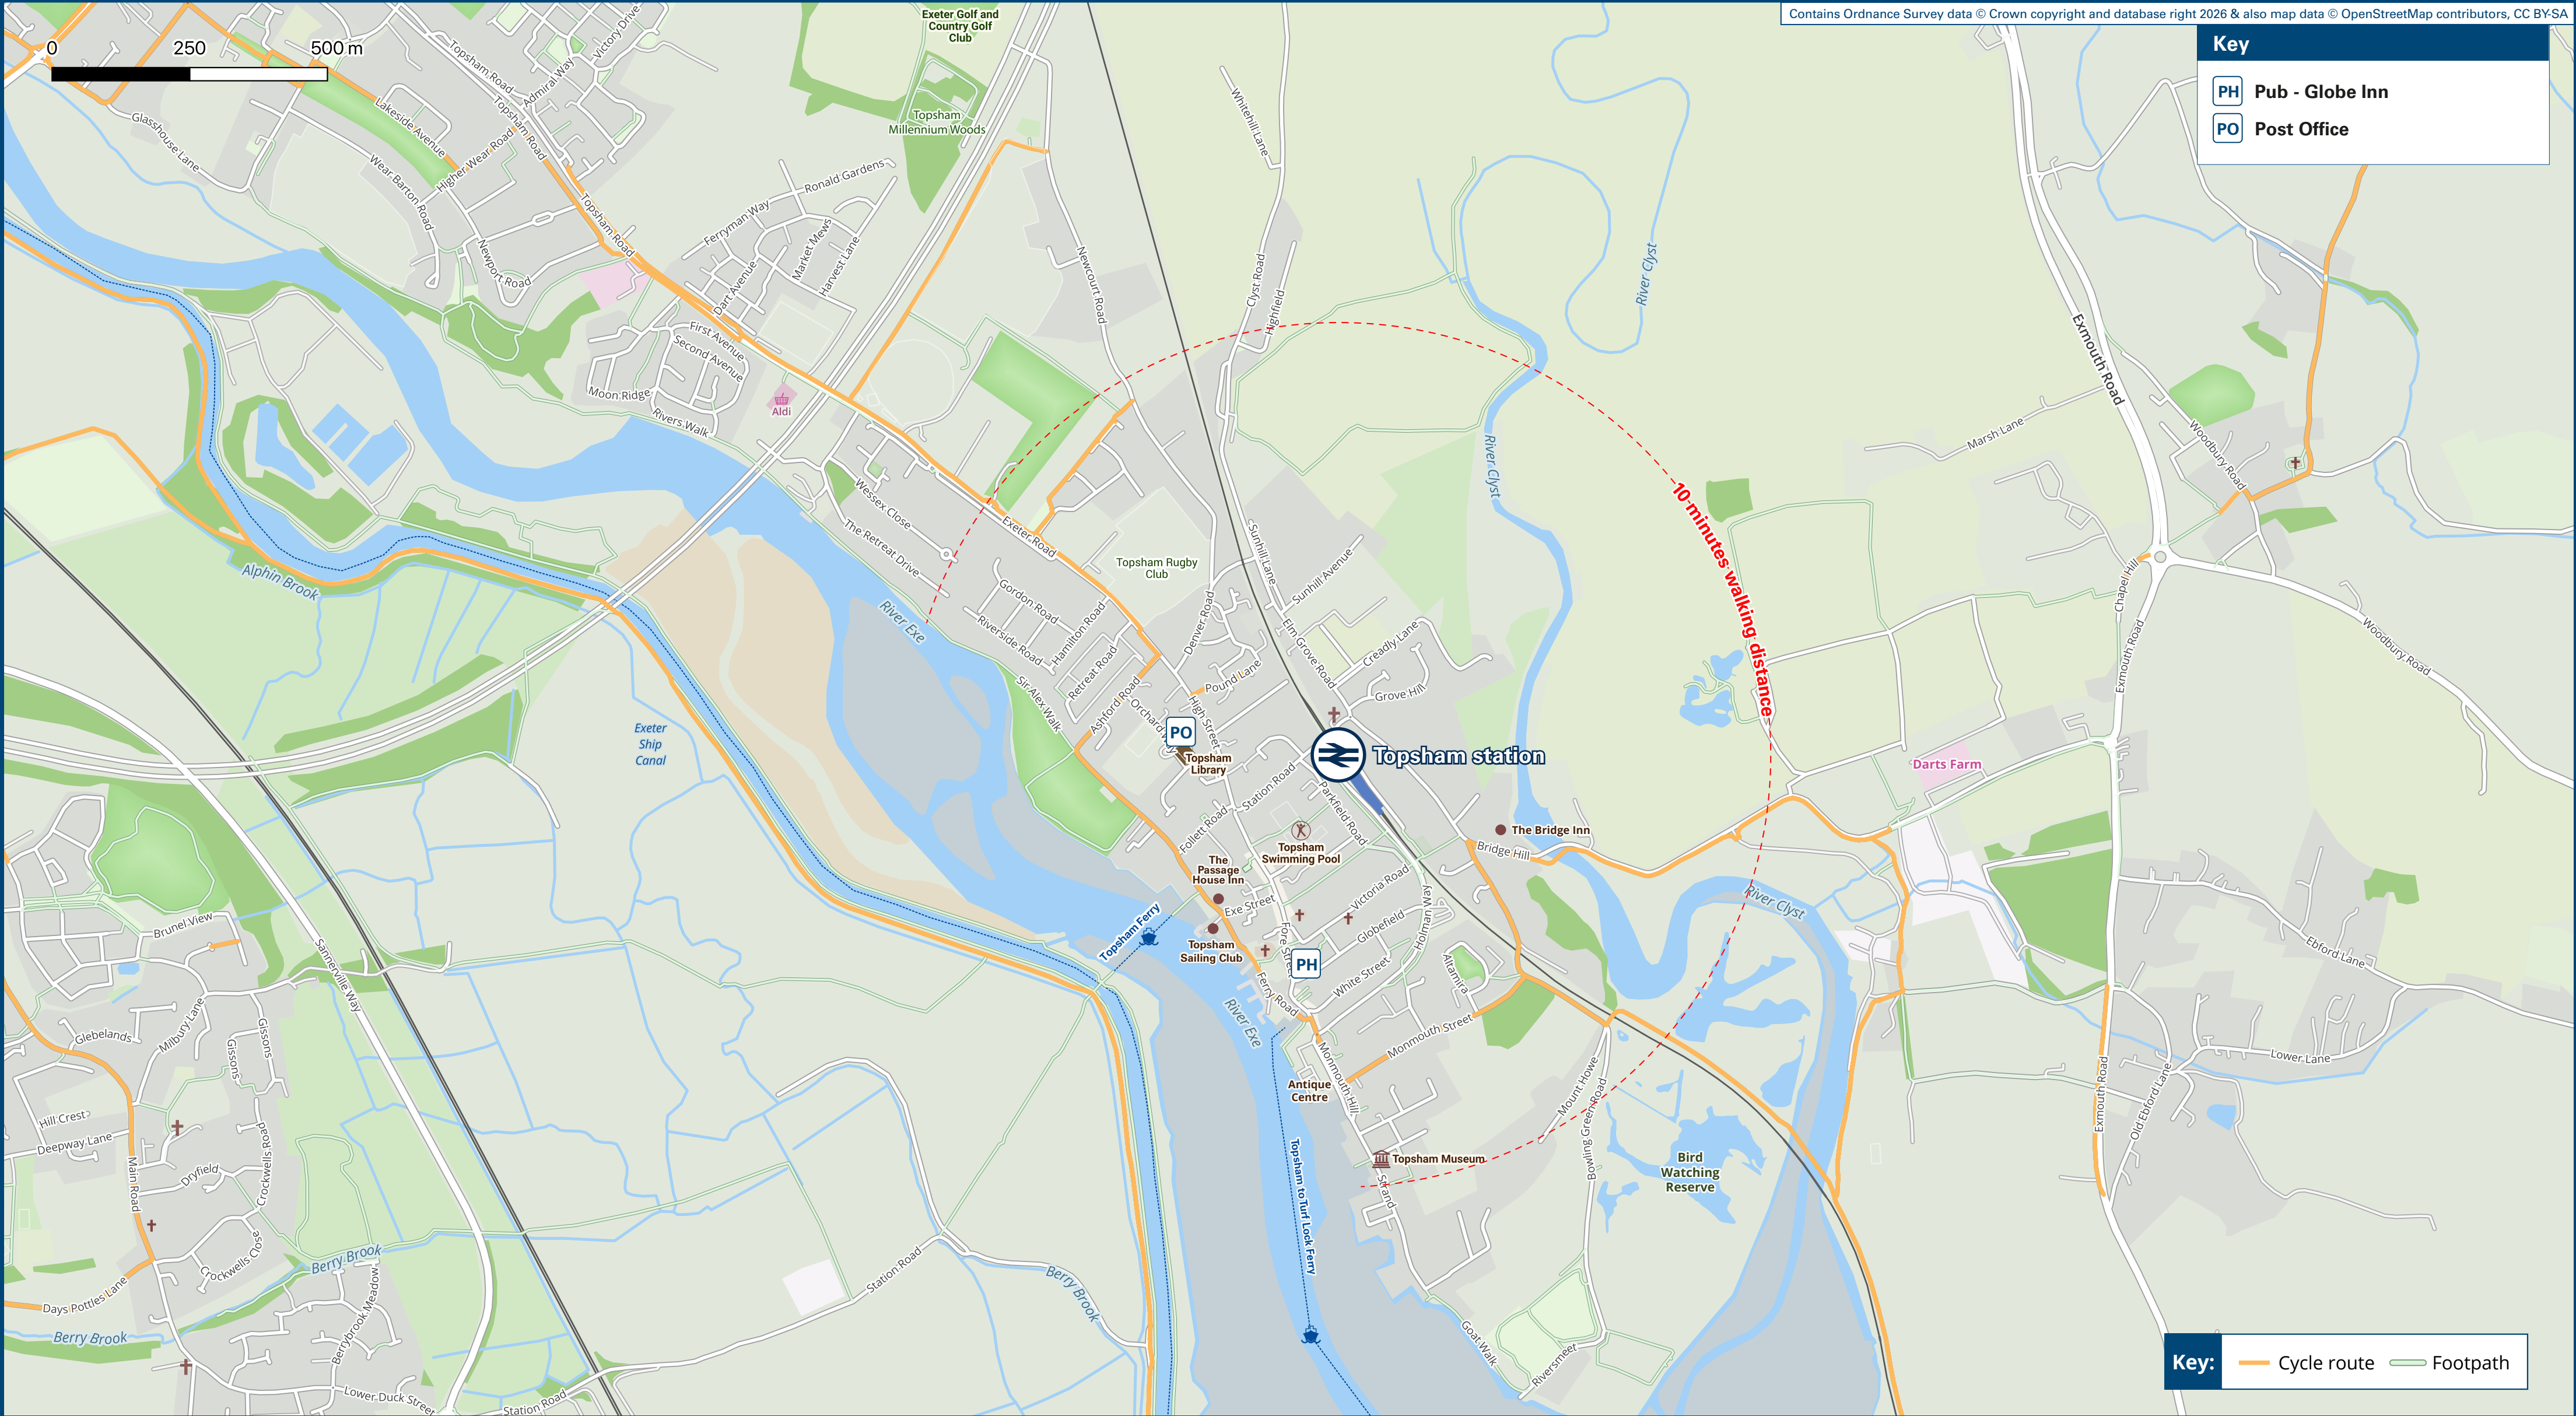 Contains Ordnance Survey data © Crown copyright and database right 2026 & also map data © OpenStreetMap contributors, CC BY-SA
Key
PH Pub - Globe Inn
PO Post Office
0 250 500 m
Exeter Golf and
Country Golf
Club
Topsham
Millennium Woods
Topsham Road
Victory Drive
Admiral Way
Topsham Road
Lakeside Avenue
Higher Wear Road
Glasshouse Lane
Wear Barton Road
Newport Road
Topsham Road
Ronald Gardens
Ferryman Way
Market Mews
Harvest Lane
Dart Avenue
First Avenue
Second Avenue
Moon Ridge
Rivers Walk
Aldi
Whitehill Lane
Newcourt Road
Clyst Road
Highfield
River Clyst
River Clyst
Exmouth Road
Marsh Lane
Woodbury Road
Chapel Hill
Exmouth Road
Woodbury Road
10 minutes walking distance
Wessex Close
The Retreat Drive
Exeter Road
Topsham Rugby
Club
Sunhill Lane
Sunhill Avenue
Elm Grove Road
Creadly Lane
Grove Hill
Denver Road
Pound Lane
Gordon Road
Hamilton Road
Riverside Road
Retreat Road
Ashford Road
Sir Alex Walk
High Street
PO
Topsham
Library
Topsham station
Station Road
Parkfield Road
Follett Road
Topsham
Swimming Pool
The Bridge Inn
Bridge Hill
Darts Farm
River Clyst
The
Passage
House Inn
Exe Street
Victoria Road
Globefield
Holman Way
Fore Street
PH
White Street
Altamira
Topsham
Sailing Club
Topsham Ferry
Ferry Road
River Exe
River Exe
Monmouth Street
Monmouth Hill
Antique
Centre
Mount Howe
Bowling Green Road
Topsham Museum
Strand
Topsham to Turf Lock Ferry
Bird
Watching
Reserve
Goat Walk
Riversmeet
Alphin Brook
Exeter
Ship
Canal
Brunel View
Sannerville Way
Milbury Lane
Glebelands
Gissons
Gissons
Hill Crest
Deepway Lane
Main Road
Dryfield
Crockwells Road
Crockwells Close
Days Pottles Lane
Berry Brook
Berry Brook
Berry Brook
Berrybrook Meadow
Lower Duck Street
Station Road
Station Road
Ebford Lane
Lower Lane
Old Ebford Lane
Exmouth Road
Key: Cycle route Footpath